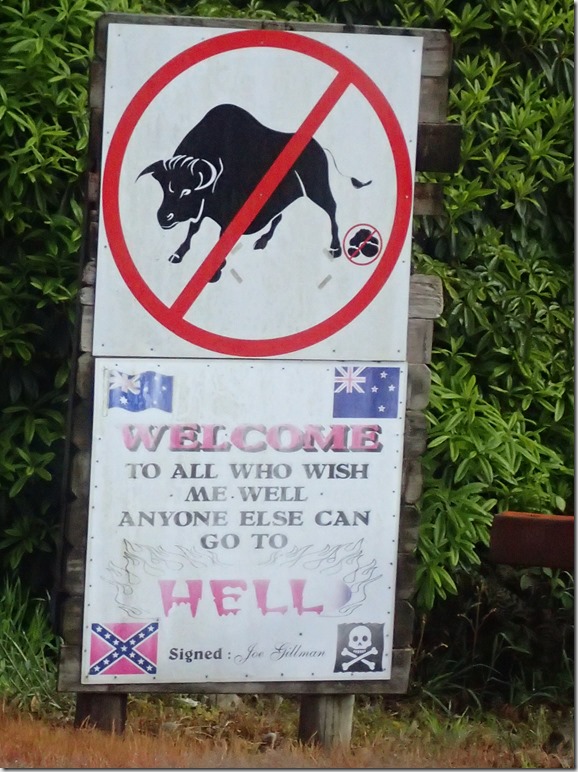 WELCOME
TO ALL WHO WISH
ME WELL
ANYONE ELSE CAN
GO TO
HELL
Signed : Joe Gillman